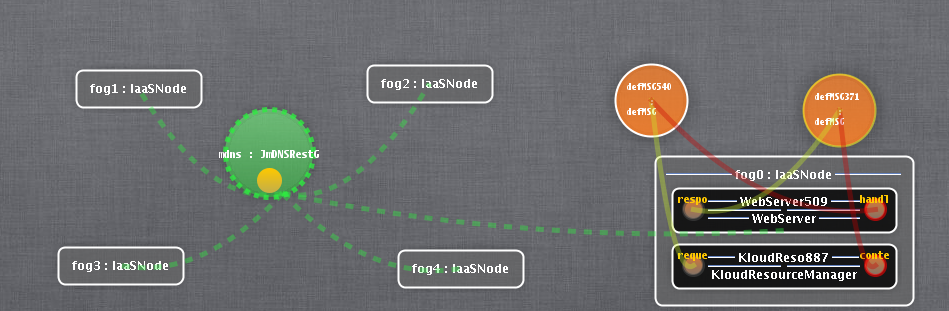 fog1 : IaaSNode
fog2 : IaaSNode
defMSG540
defMSG
defMSG371
defMSG
mdns : JmDNSRestG
fog0 : IaaSNode
respo WebServer509 handl
WebServer
fog3 : IaaSNode
fog4 : IaaSNode
reque KloudReso887 conte
KloudResourceManager